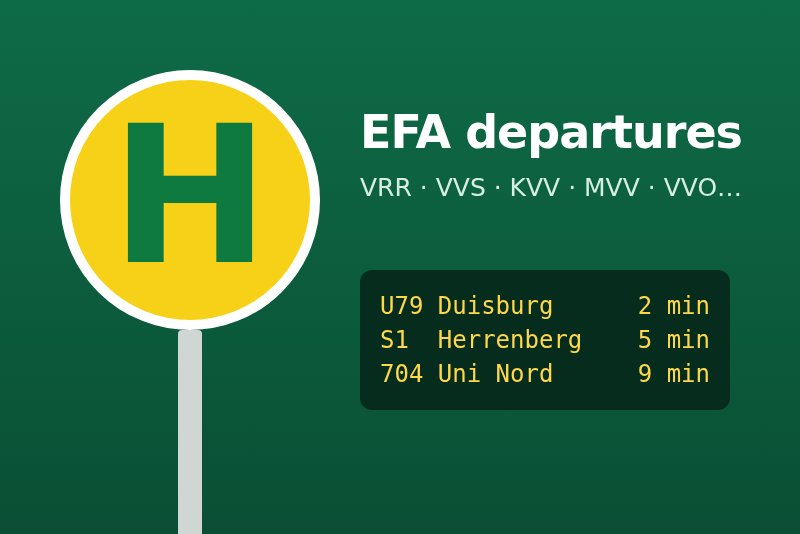 H
EFA departures
VRR · VVS · KVV · MVV · VVO…
U79 Duisburg 2 min
S1 Herrenberg 5 min
704 Uni Nord 9 min